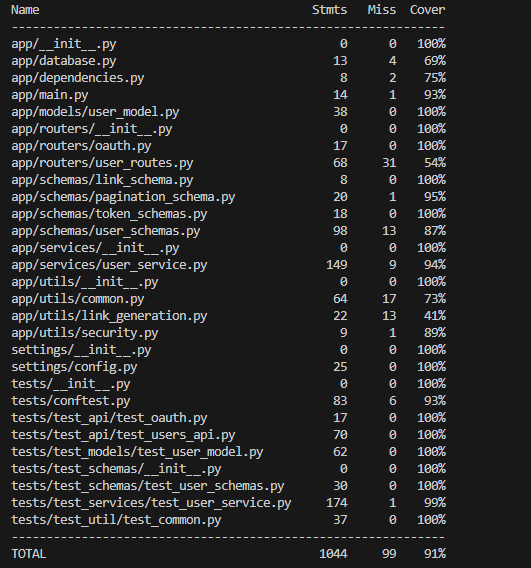 Name Stmts Miss Cover
----------------------------------------------------------
app/__init__.py 0 0 100%
app/database.py 13 4 69%
app/dependencies.py 8 2 75%
app/main.py 14 1 93%
app/models/user_model.py 38 0 100%
app/routers/__init__.py 0 0 100%
app/routers/oauth.py 17 0 100%
app/routers/user_routes.py 68 31 54%
app/schemas/link_schema.py 8 0 100%
app/schemas/pagination_schema.py 20 1 95%
app/schemas/token_schemas.py 18 0 100%
app/schemas/user_schemas.py 98 13 87%
app/services/__init__.py 0 0 100%
app/services/user_service.py 149 9 94%
app/utils/__init__.py 0 0 100%
app/utils/common.py 64 17 73%
app/utils/link_generation.py 22 13 41%
app/utils/security.py 9 1 89%
settings/__init__.py 0 0 100%
settings/config.py 25 0 100%
tests/__init__.py 0 0 100%
tests/conftest.py 83 6 93%
tests/test_api/test_oauth.py 17 0 100%
tests/test_api/test_users_api.py 70 0 100%
tests/test_models/test_user_model.py 62 0 100%
tests/test_schemas/__init__.py 0 0 100%
tests/test_schemas/test_user_schemas.py 30 0 100%
tests/test_services/test_user_service.py 174 1 99%
tests/test_util/test_common.py 37 0 100%
----------------------------------------------------------
TOTAL 1044 99 91%